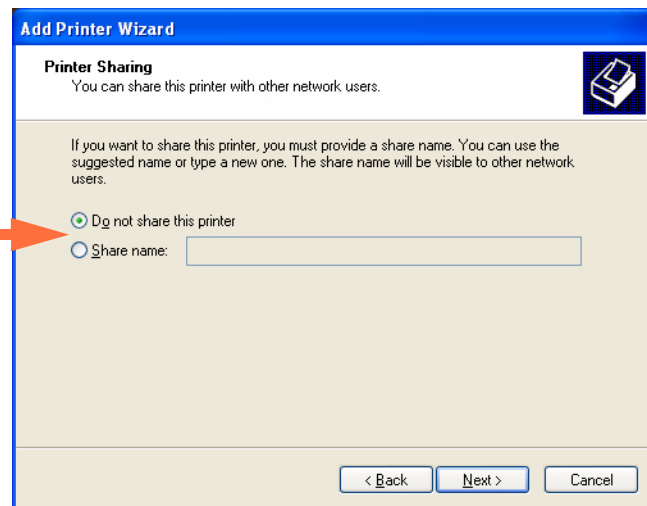 Add Printer Wizard
Printer Sharing
You can share this printer with other network users.
If you want to share this printer, you must provide a share name. You can use the
suggested name or type a new one. The share name will be visible to other network
users.
Do not share this printer
Share name:
< Back Next > Cancel